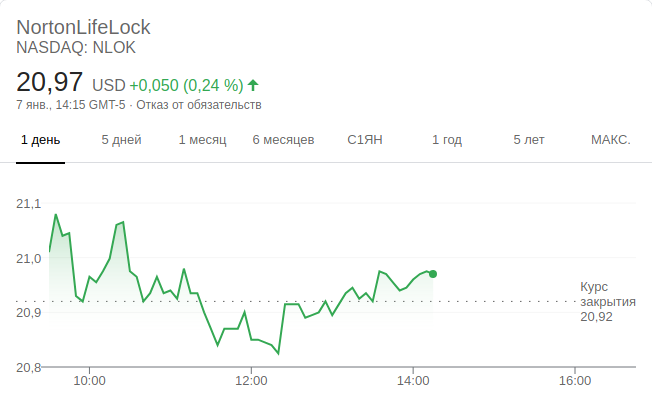 NortonLifeLock
NASDAQ: NLOK
20,97 USD +0,050 (0,24 %)
7 янв., 14:15 GMT-5 · Отказ от обязательств
1 день 5 дней 1 месяц 6 месяцев С1ЯН 1 год 5 лет МАКС.
21,1
21,0
20,9
20,8
Курс
закрытия
20,92
10:00 12:00 14:00 16:00